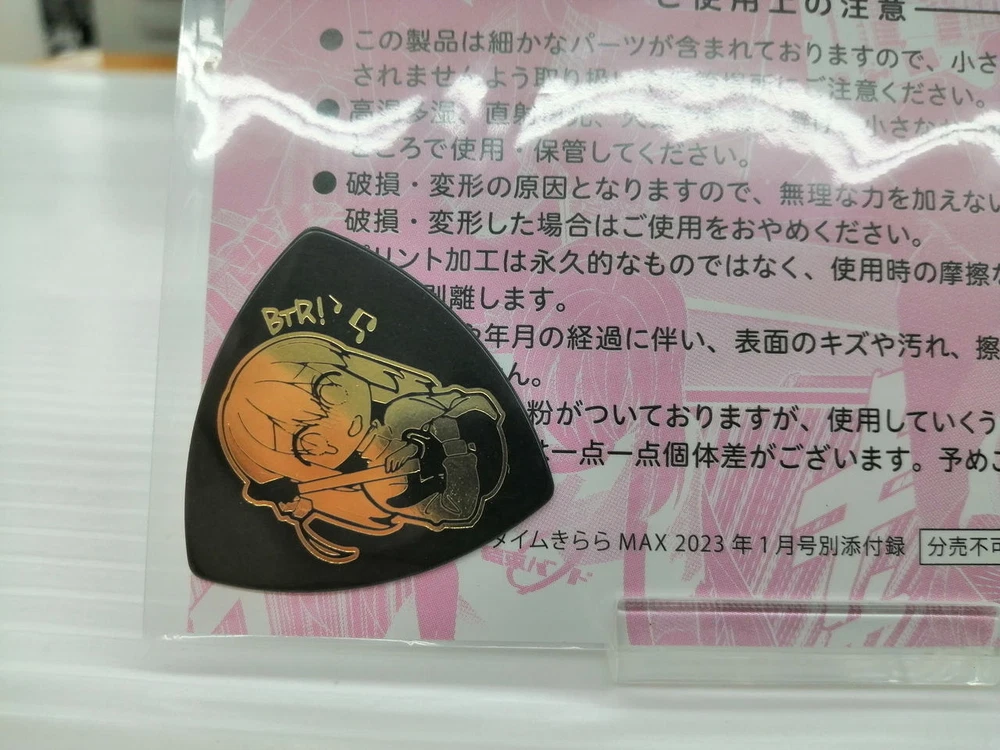 ご使用上の注意
●この製品は細かなパーツが含まれておりますので、小さ
されませんよう取り扱い
ご注意ください。
●高温多湿、直射
小さな
ところで使用・保管してください。
●破損・変形の原因となりますので、無理な力を加えない
破損・変形した場合はご使用をおやめください。
プリント加工は永久的なものではなく、使用時の摩擦
剥離します。
年月の経過に伴い、表面のキズや汚れ、擦
ん。
粉がついておりますが、使用していくう
は一点一点個体差がございます。予めご
タイムきらら MAX 2023 年 1 月号別添付録 分売不可
BTR!